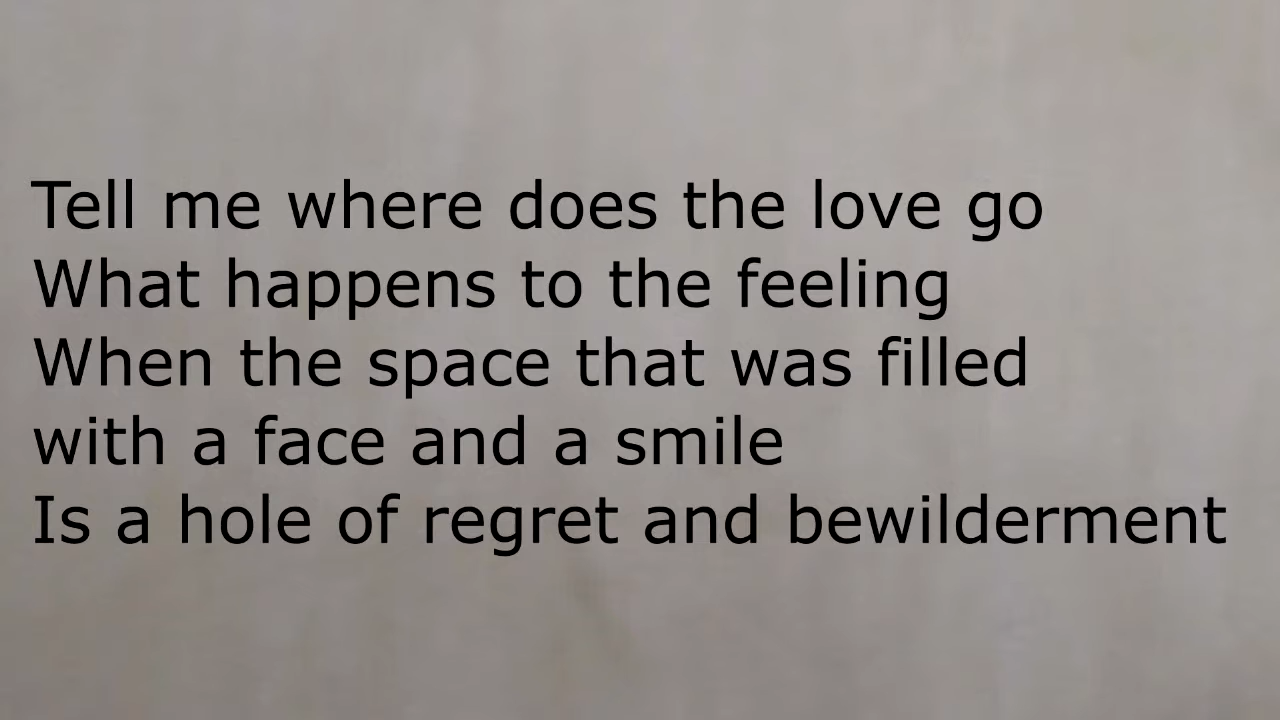 Tell me where does the love go
What happens to the feeling
When the space that was filled
with a face and a smile
Is a hole of regret and bewilderment